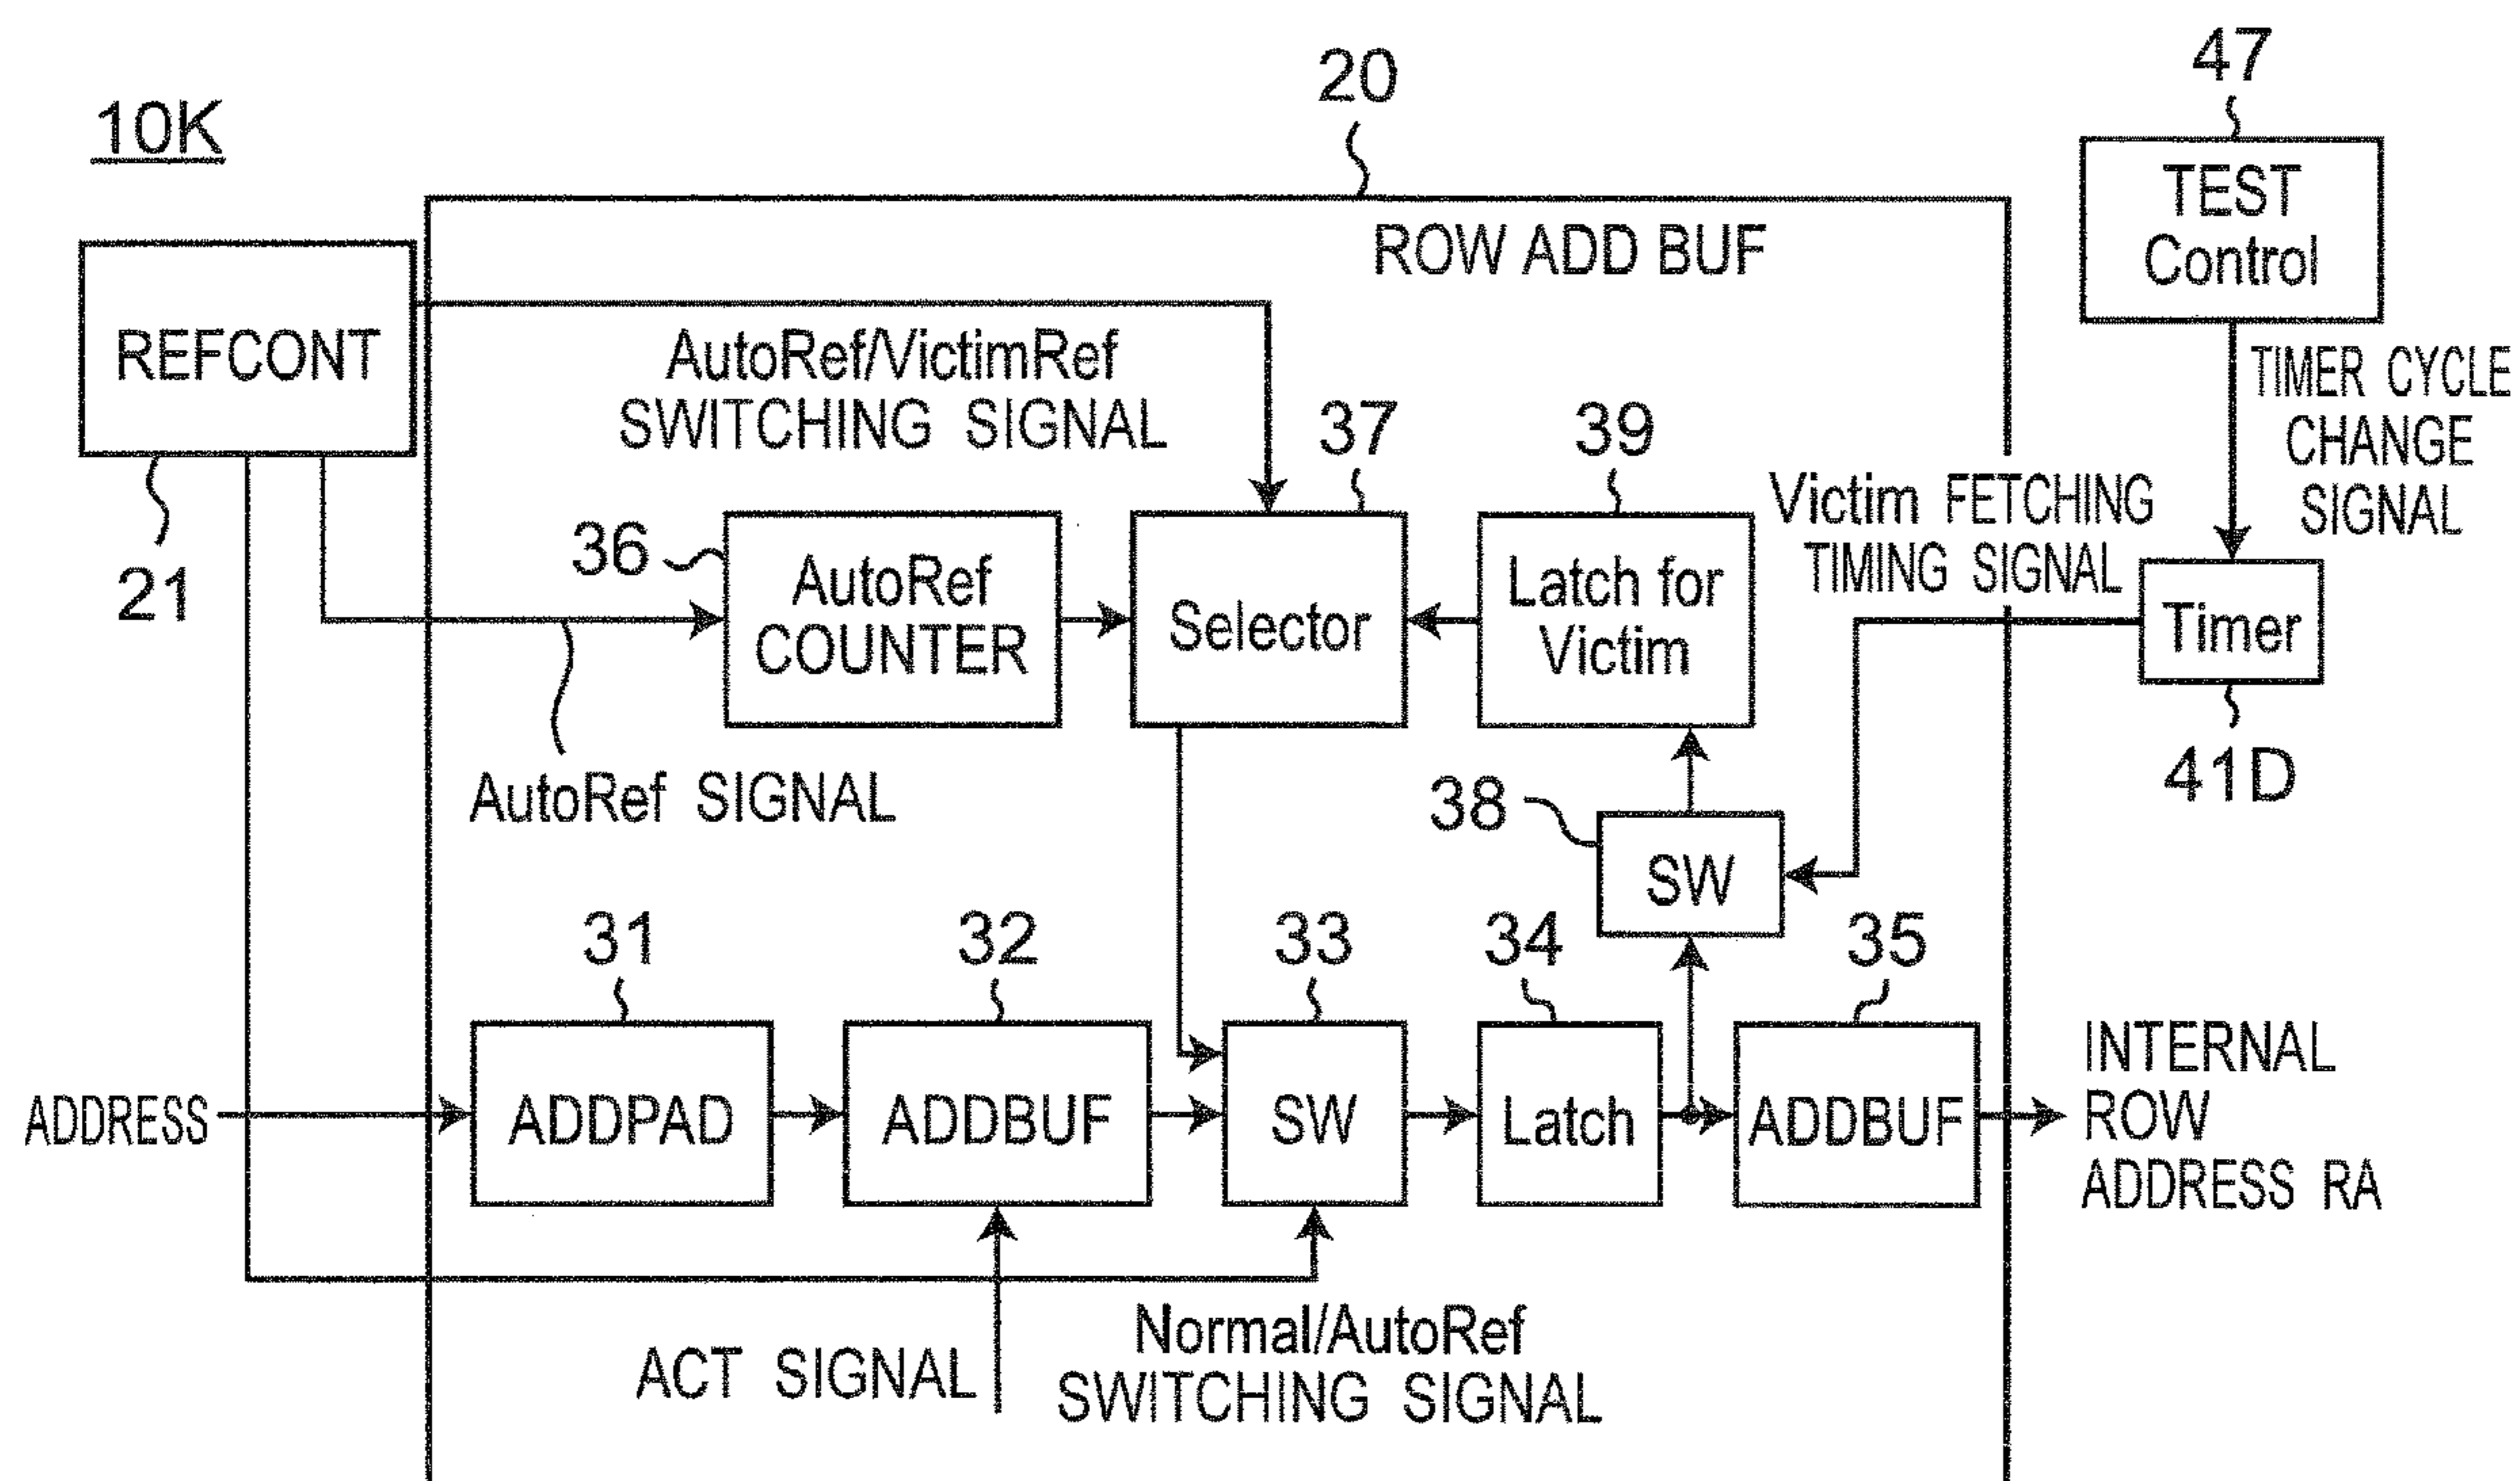 10K
20
47
TEST
Control
ROW ADD BUF
REFCONT
21
AutoRef/VictimRef
SWITCHING SIGNAL
TIMER CYCLE
CHANGE
SIGNAL
37
39
Victim FETCHING
TIMING SIGNAL
36
AutoRef
COUNTER
Selector
Latch for
Victim
Timer
41D
AutoRef SIGNAL
38
SW
31
32
33
34
35
ADDRESS
ADDPAD
ADDBUF
SW
Latch
ADDBUF
INTERNAL
ROW
ADDRESS RA
ACT SIGNAL
Normal/AutoRef
SWITCHING SIGNAL